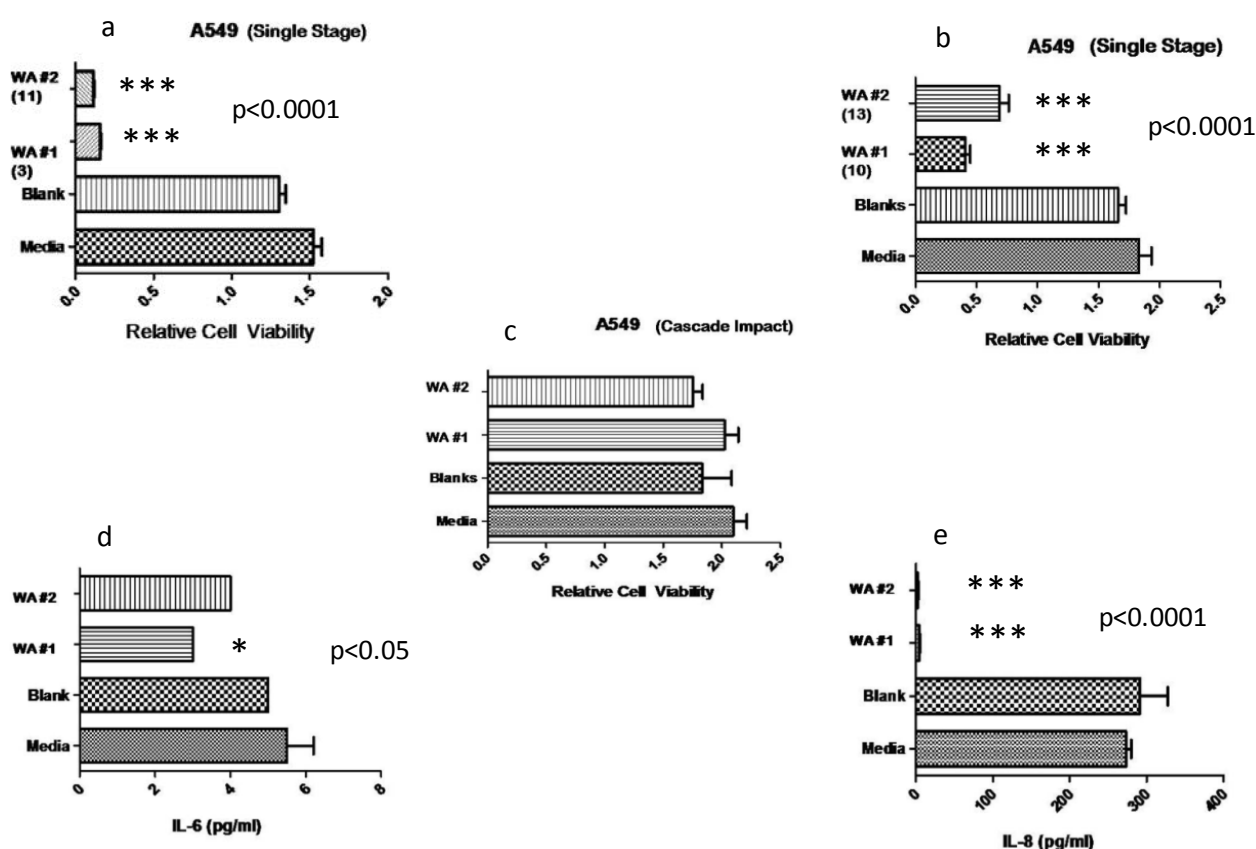 a
A549 (Single Stage)
WA #2
(11)
***
WA #1
(3)
***
p<0.0001
Blank
Media
0.0 0.5 1.0 1.5 2.0
Relative Cell Viability
b
A549 (Single Stage)
WA #2
(13)
***
WA #1
(10)
***
p<0.0001
Blanks
Media
0.0 0.5 1.0 1.5 2.0 2.5
Relative Cell Viability
c
A549 (Cascade Impact)
WA #2
WA #1
Blanks
Media
0.0 0.5 1.0 1.5 2.0 2.5
Relative Cell Viability
d
WA #2
WA #1
*
p<0.05
Blank
Media
0 2 4 6 8
IL-6 (pg/ml)
e
WA #2
***
WA #1
***
p<0.0001
Blank
Media
0 100 200 300 400
IL-8 (pg/ml)